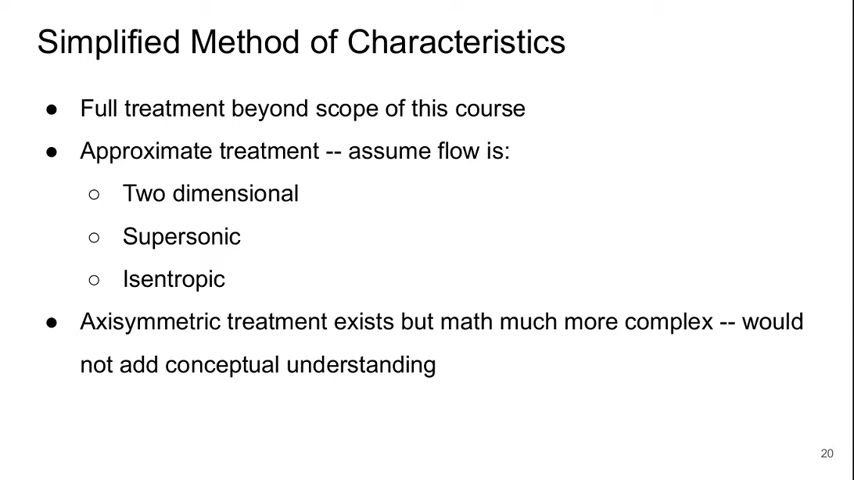 Simplified Method of Characteristics
● Full treatment beyond scope of this course
● Approximate treatment -- assume flow is:
○ Two dimensional
○ Supersonic
○ Isentropic
● Axisymmetric treatment exists but math much more complex -- would
not add conceptual understanding
20